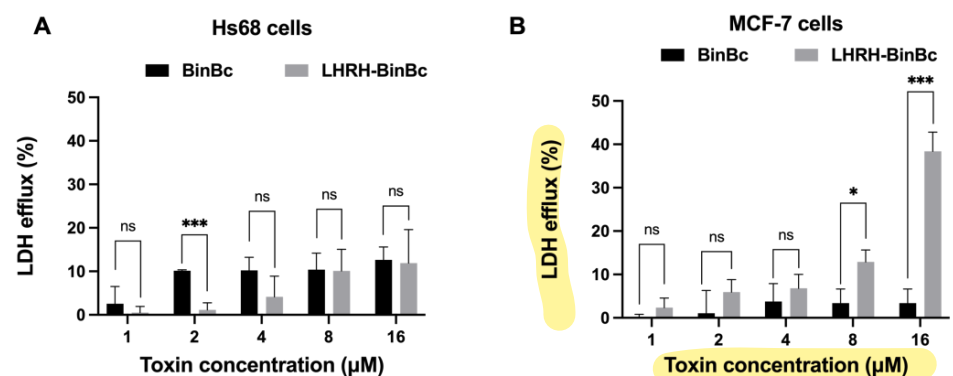 A
Hs68 cells
BinBc
LHRH-BinBc
LDH efflux (%)
50
40
30
20
10
0
ns
***
ns
ns
ns
1
2
4
8
16
Toxin concentration (μM)
B
MCF-7 cells
BinBc
LHRH-BinBc
LDH efflux (%)
50
40
30
20
10
0
ns
ns
ns
*
***
1
2
4
8
16
Toxin concentration (μM)